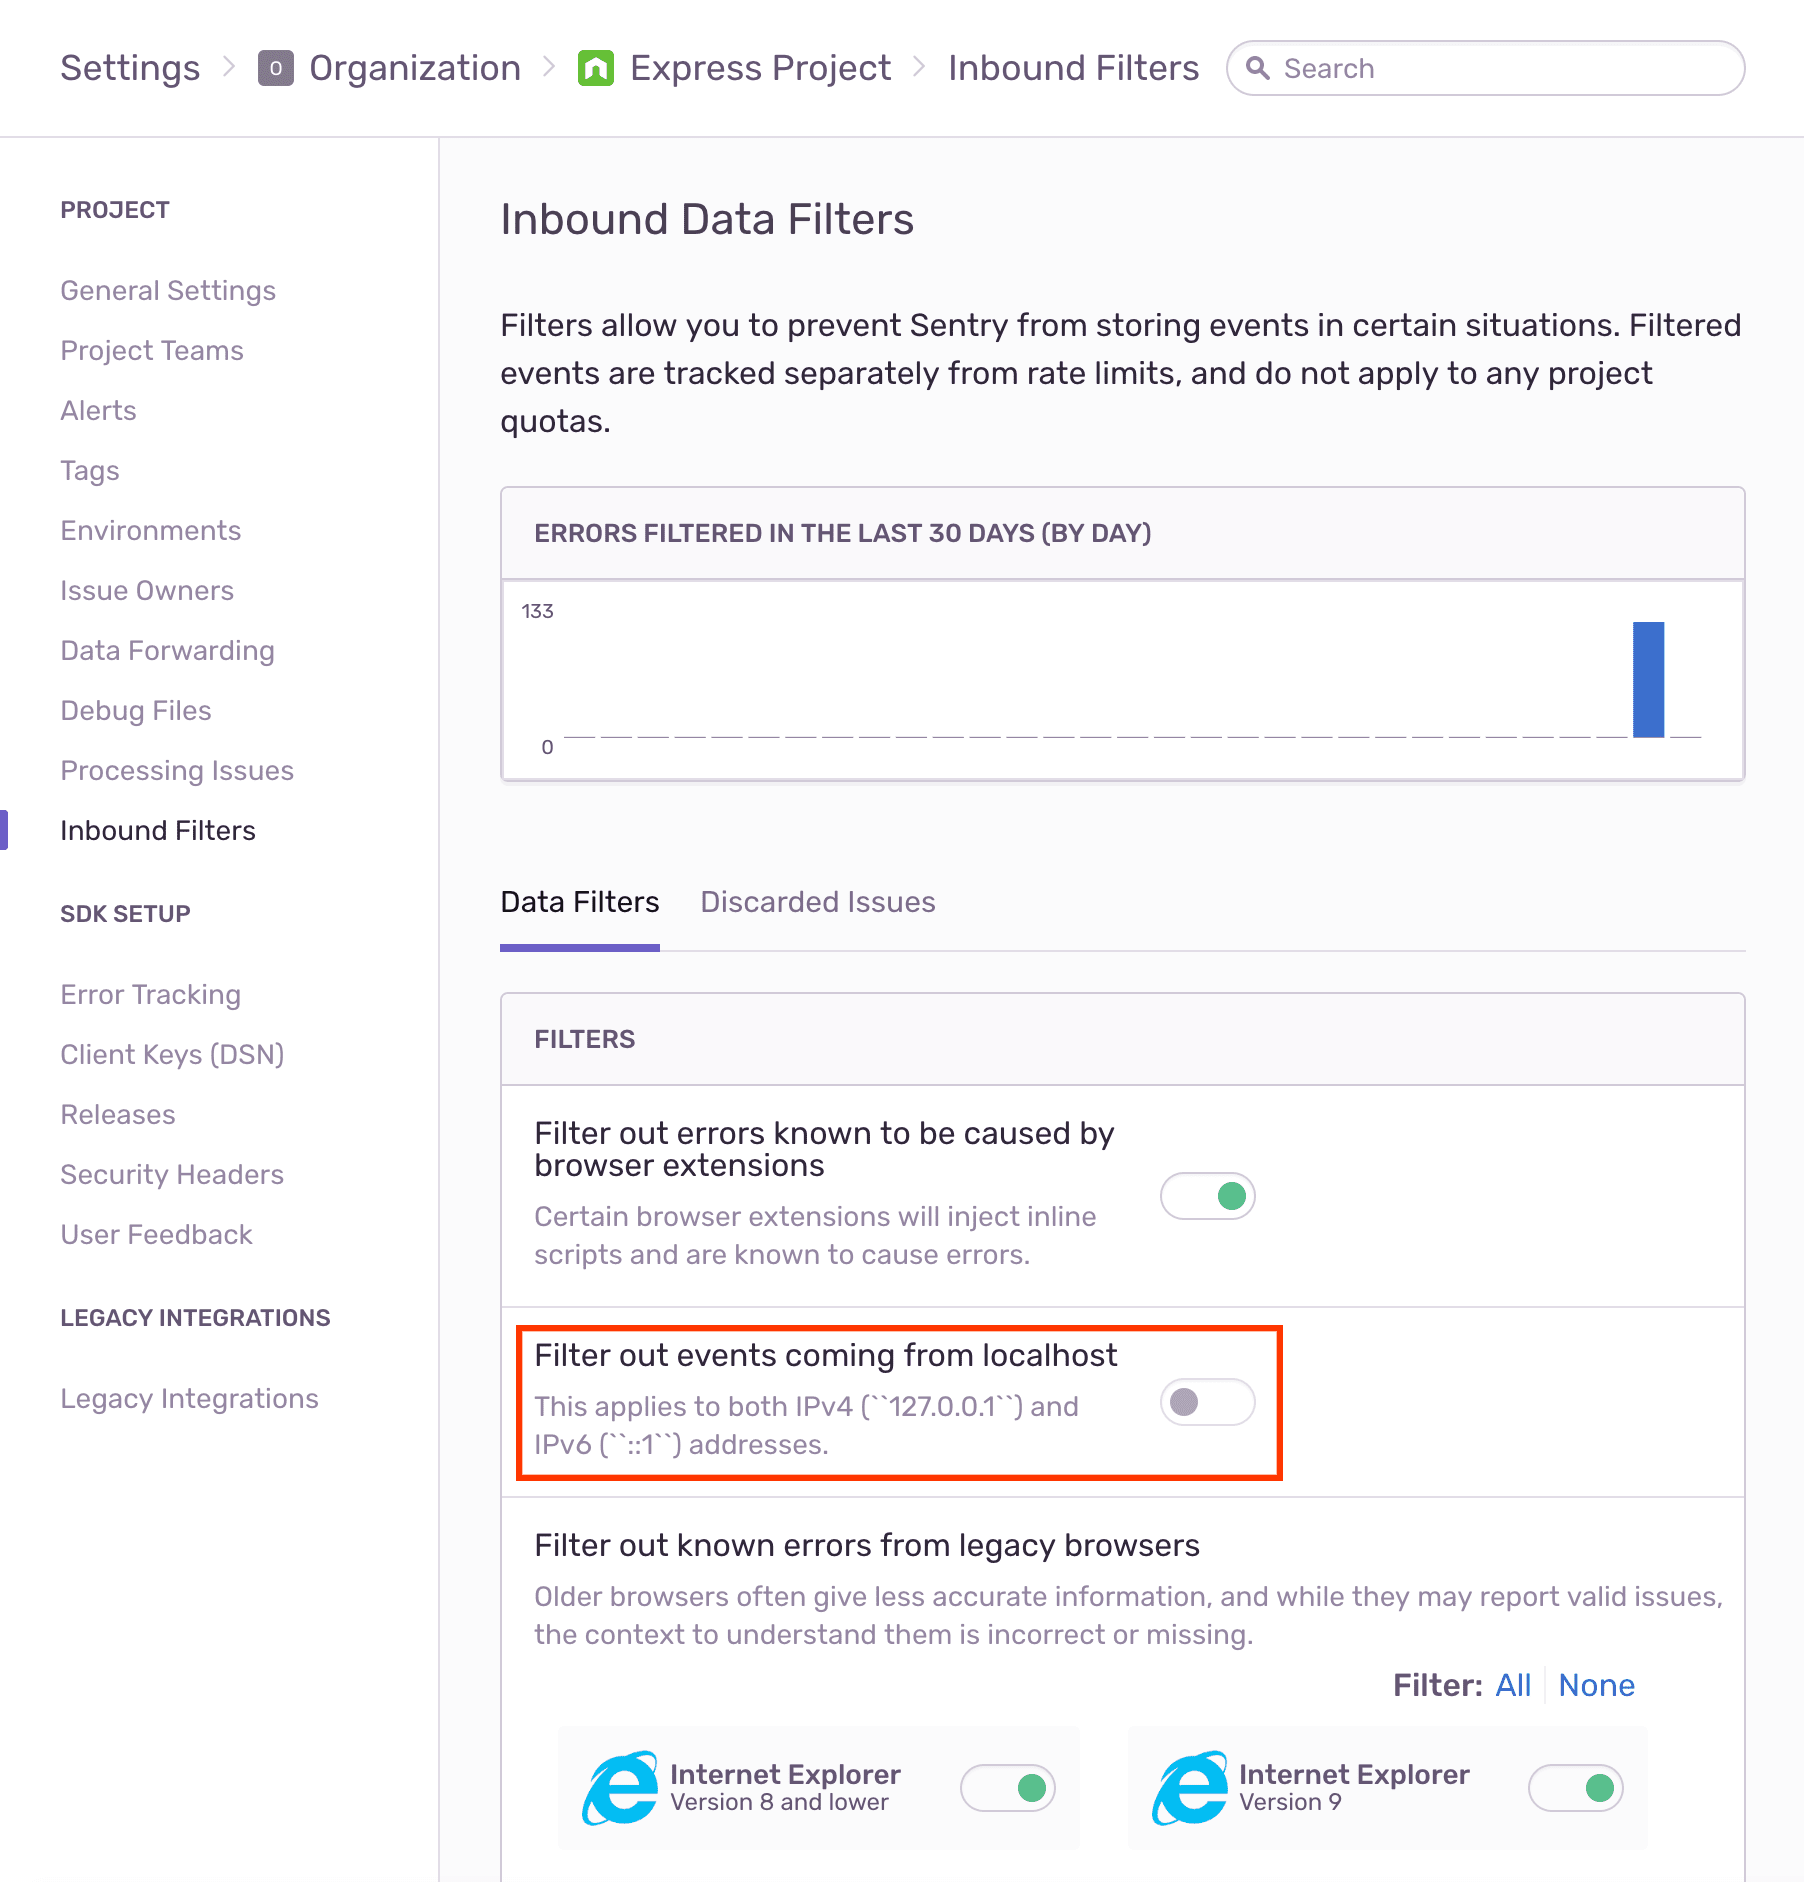 Settings > O Organization > Express Project > Inbound Filters Search
PROJECT
General Settings
Project Teams
Alerts
Tags
Environments
Issue Owners
Data Forwarding
Debug Files
Processing Issues
Inbound Filters
SDK SETUP
Error Tracking
Client Keys (DSN)
Releases
Security Headers
User Feedback
LEGACY INTEGRATIONS
Legacy Integrations
Inbound Data Filters
Filters allow you to prevent Sentry from storing events in certain situations. Filtered
events are tracked separately from rate limits, and do not apply to any project
quotas.
ERRORS FILTERED IN THE LAST 30 DAYS (BY DAY)
133
0
Data Filters Discarded Issues
FILTERS
Filter out errors known to be caused by
browser extensions
Certain browser extensions will inject inline
scripts and are known to cause errors.
Filter out events coming from localhost
This applies to both IPv4 (``127.0.0.1``) and
IPv6 (``::1``) addresses.
Filter out known errors from legacy browsers
Older browsers often give less accurate information, and while they may report valid issues,
the context to understand them is incorrect or missing.
Filter: All None
Internet Explorer
Version 8 and lower
Internet Explorer
Version 9